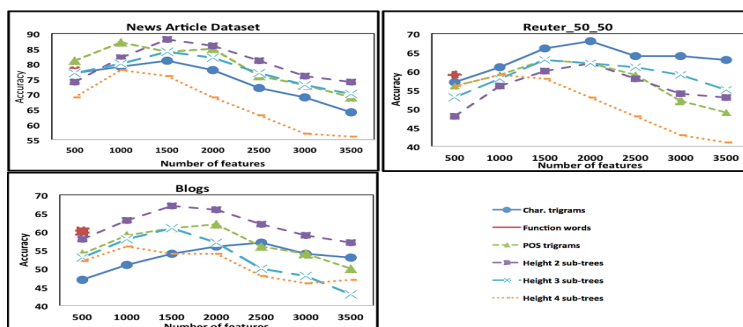 News Article Dataset
90
85
80
75
70
65
60
55
Accuracy
500 1000 1500 2000 2500 3000 3500
Number of features
Reuter_50_50
70
65
60
55
50
45
40
Accuracy
500 1000 1500 2000 2500 3000 3500
Number of features
Blogs
70
65
60
55
50
45
40
Accuracy
500 1000 1500 2000 2500 3000 3500
Number of features
Char. trigrams
Function words
POS trigrams
Height 2 sub-trees
Height 3 sub-trees
Height 4 sub-trees